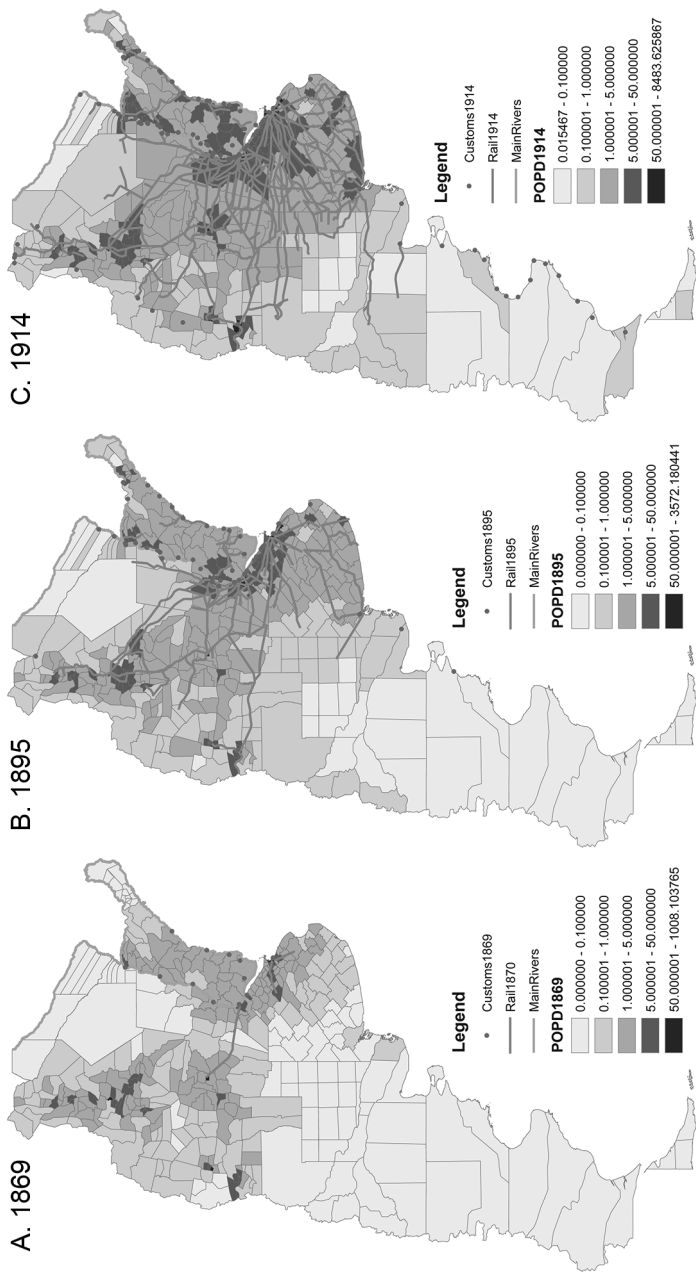 A. 1869
Legend
Customs1869
Rail1870
MainRivers
POPD1869
0.000000 - 0.100000
0.100001 - 1.000000
1.000001 - 5.000000
5.000001 - 50.000000
50.000001 - 1008.103765
B. 1895
Legend
Customs1895
Rail1895
MainRivers
POPD1895
0.000000 - 0.100000
0.100001 - 1.000000
1.000001 - 5.000000
5.000001 - 50.000000
50.000001 - 3572.180441
C. 1914
Legend
Customs1914
Rail1914
MainRivers
POPD1914
0.015467 - 0.100000
0.100001 - 1.000000
1.000001 - 5.000000
5.000001 - 50.000000
50.000001 - 8483.625867